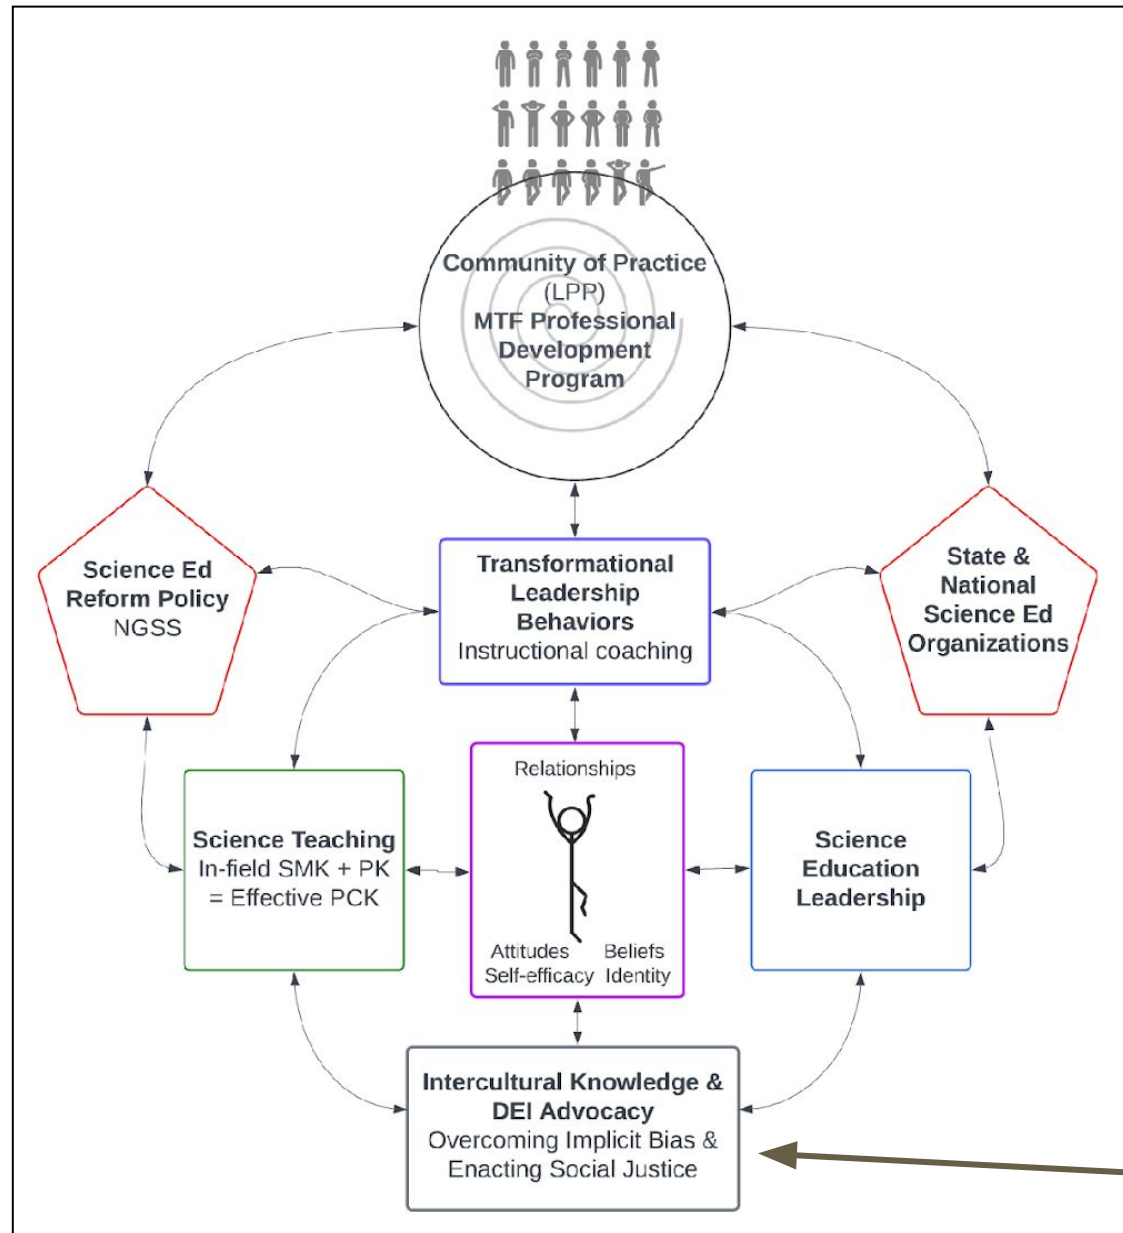 Community of Practice
(LPP)
MTF Professional
Development
Program
Science Ed
Reform Policy
NGSS
Transformational
Leadership
Behaviors
Instructional coaching
State &
National
Science Ed
Organizations
Science Teaching
In-field SMK + PK
= Effective PCK
Relationships
Attitudes Beliefs
Self-efficacy Identity
Science
Education
Leadership
Intercultural Knowledge &
DEI Advocacy
Overcoming Implicit Bias &
Enacting Social Justice